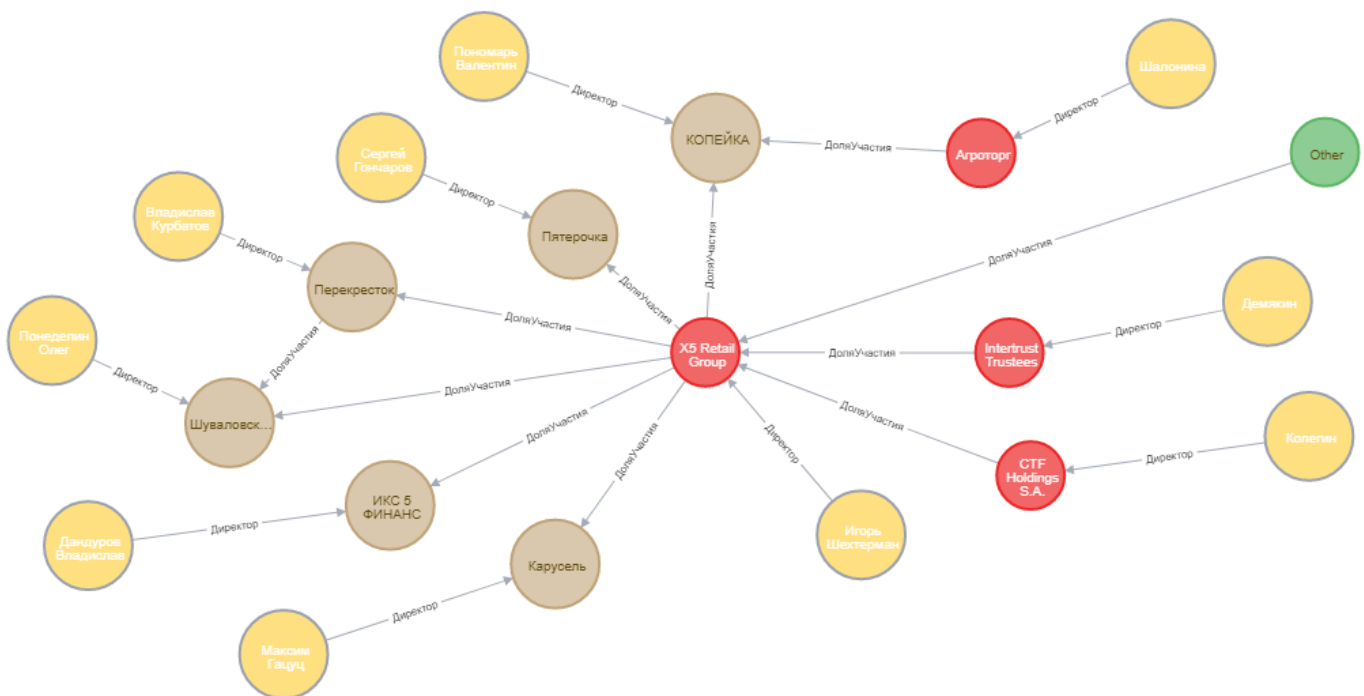 Пономарь
Валентин
Шалонина
Директор
Директор
КОПЕЙКА
ДоляУчастия
Агроторг
Other
Сергей
Гончаров
Директор
Владислав
Курбатов
Пятерочка
ДоляУчастия
ДоляУчастия
Директор
Перекресток
ДоляУчастия
Демякин
ДоляУчастия
Понеделин
Олег
ДоляУчастия
X5 Retail
Group
ДоляУчастия
Intertrust
Trustees
Директор
Директор
ДоляУчастия
Шуваловск...
ДоляУчастия
ДоляУчастия
Директор
ДоляУчастия
CTF
Holdings
S.A.
Директор
Колегин
ИКС 5
ФИНАНС
Дандуров
Владислав
Директор
Игорь
Шехтерман
Карусель
Директор
Максим
Гацуц